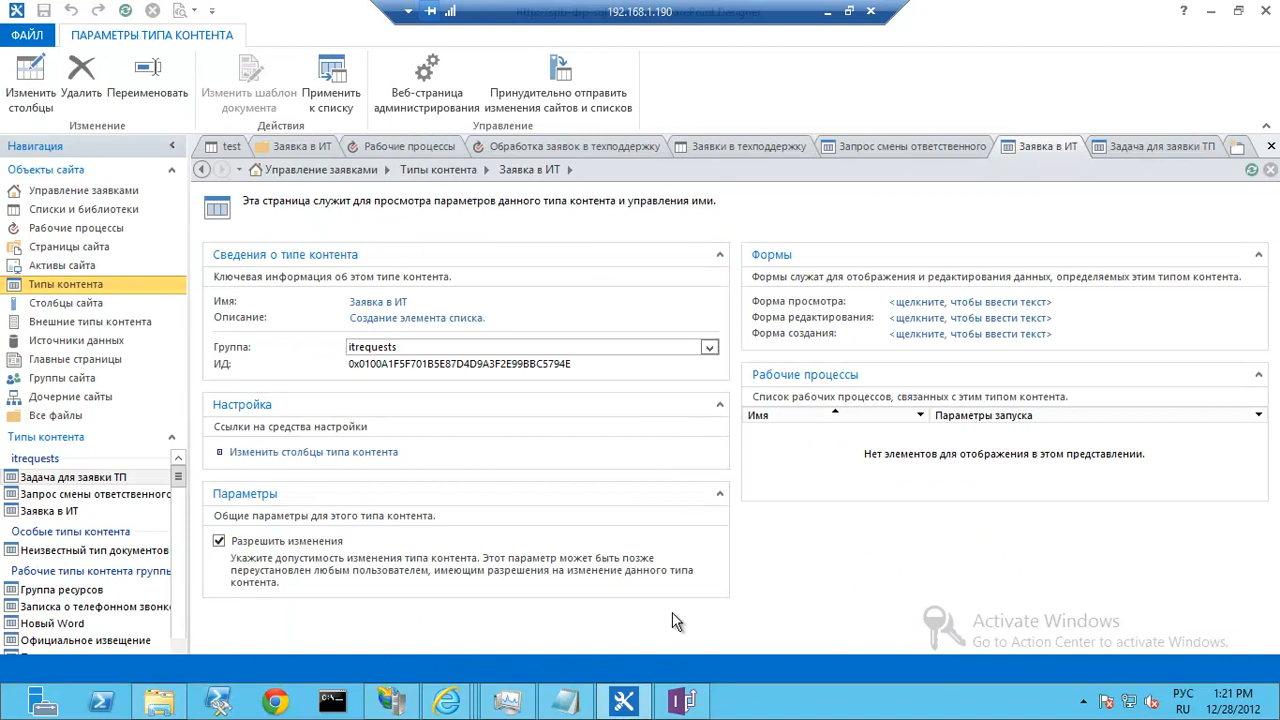 192.168.1.190
ФАЙЛ
ПАРАМЕТРЫ ТИПА КОНТЕНТА
Изменить столбцы
Удалить
Переименовать
Изменить шаблон документа
Применить к списку
Веб-страница администрирования
Принудительно отправить изменения сайтов и списков
Изменение
Действия
Управление
Навигация
test
Заявка в ИТ
Рабочие процессы
Обработка заявок в техподдержку
Заявки в техподдержку
Запрос смены ответственного
Заявка в ИТ
Задача для заявки ТП
Управление заявками
Типы контента
Заявка в ИТ
Объекты сайта
Управление заявками
Списки и библиотеки
Рабочие процессы
Страницы сайта
Активы сайта
Типы контента
Столбцы сайта
Внешние типы контента
Источники данных
Главные страницы
Группы сайта
Дочерние сайты
Все файлы
Типы контента
itrequests
Задача для заявки ТП
Запрос смены ответственного
Заявка в ИТ
Особые типы контента
Неизвестный тип документов
Рабочие типы контента группы
Группа ресурсов
Записка о телефонном звонке
Новый Word
Официальное извещение
Эта страница служит для просмотра параметров данного типа контента и управления ими.
Сведения о типе контента
Ключевая информация об этом типе контента.
Имя: Заявка в ИТ
Описание: Создание элемента списка.
Группа: itrequests
ИД: 0x0100A1F5F701B5E87D4D9A3F2E99BBC5794E
Настройка
Ссылки на средства настройки
Изменить столбцы типа контента
Параметры
Общие параметры для этого типа контента.
Разрешить изменения
Укажите допустимость изменения типа контента. Этот параметр может быть позже
переустановлен любым пользователем, имеющим разрешения на изменение данного типа
контента.
Формы
Формы служат для отображения и редактирования данных, определяемых этим типом контента.
Форма просмотра: <щелкните, чтобы ввести текст>
Форма редактирования: <щелкните, чтобы ввести текст>
Форма создания: <щелкните, чтобы ввести текст>
Рабочие процессы
Список рабочих процессов, связанных с этим типом контента.
Имя
Параметры запуска
Нет элементов для отображения в этом представлении.
Activate Windows
Go to Action Center to activate Windows.
РУС
RU
1:21 PM
12/28/2012